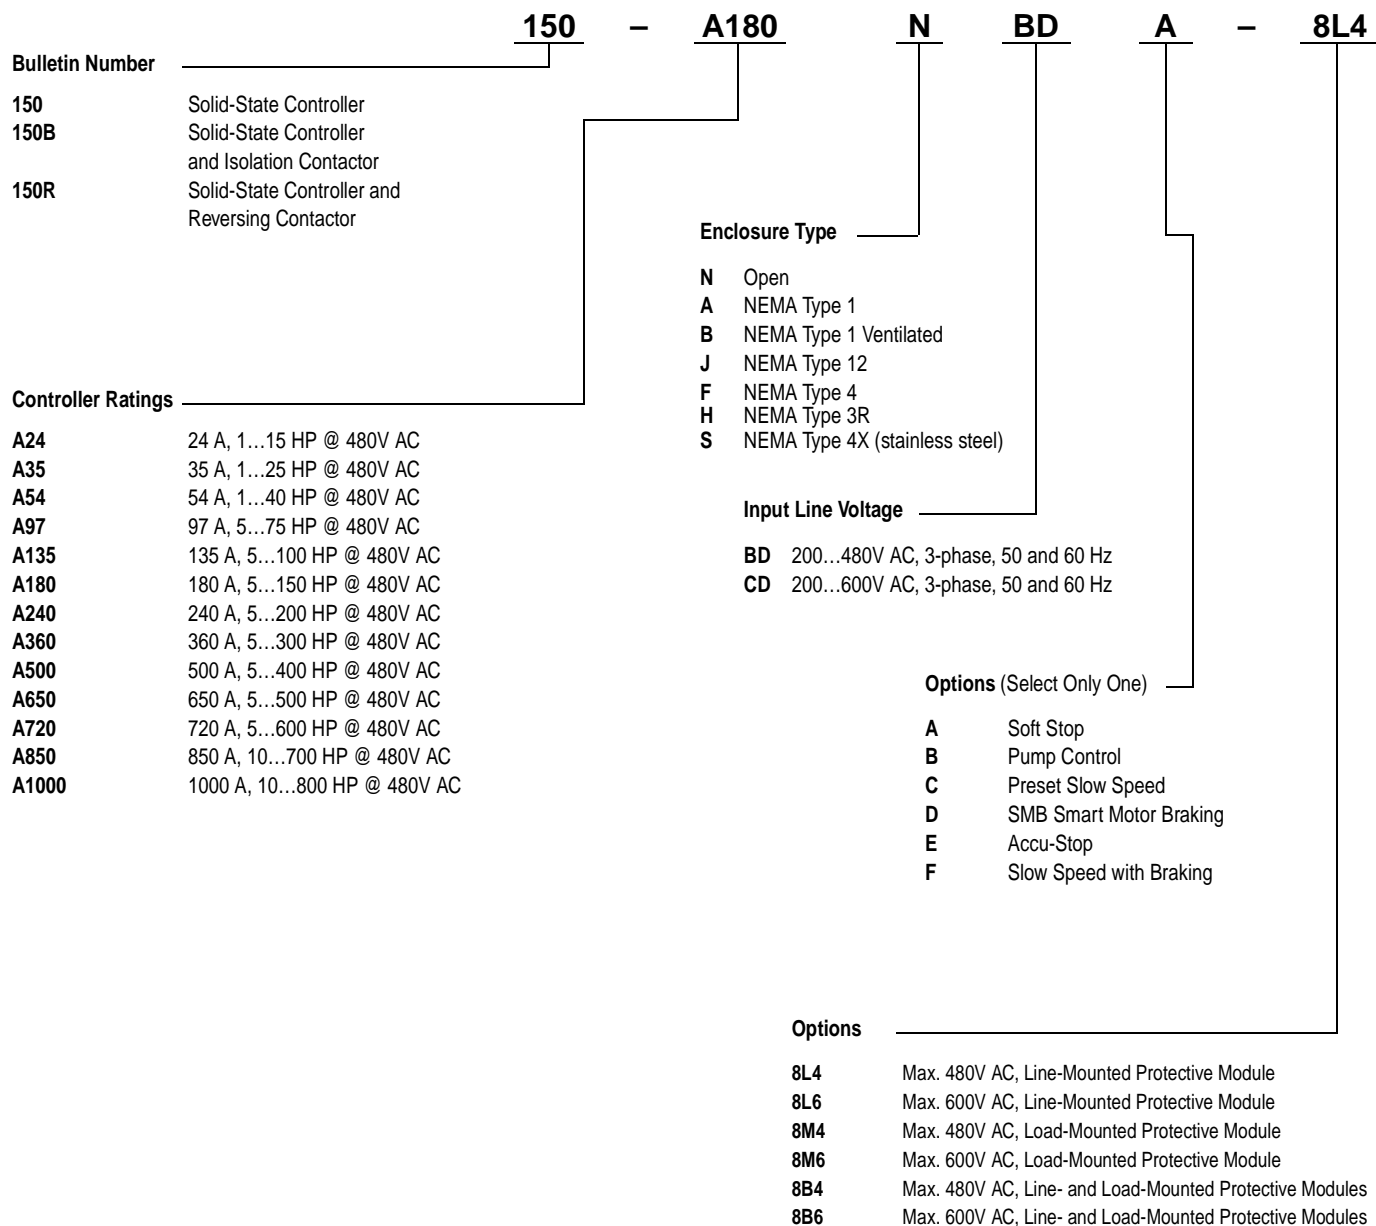 150 – A180 N BD A – 8L4
Bulletin Number
150 Solid-State Controller
150B Solid-State Controller
and Isolation Contactor
150R Solid-State Controller and
Reversing Contactor
Enclosure Type
N Open
A NEMA Type 1
B NEMA Type 1 Ventilated
J NEMA Type 12
F NEMA Type 4
H NEMA Type 3R
S NEMA Type 4X (stainless steel)
Controller Ratings
A24 24 A, 1…15 HP @ 480V AC
A35 35 A, 1…25 HP @ 480V AC
A54 54 A, 1…40 HP @ 480V AC
A97 97 A, 5…75 HP @ 480V AC
A135 135 A, 5…100 HP @ 480V AC
A180 180 A, 5…150 HP @ 480V AC
A240 240 A, 5…200 HP @ 480V AC
A360 360 A, 5…300 HP @ 480V AC
A500 500 A, 5…400 HP @ 480V AC
A650 650 A, 5…500 HP @ 480V AC
A720 720 A, 5…600 HP @ 480V AC
A850 850 A, 10…700 HP @ 480V AC
A1000 1000 A, 10…800 HP @ 480V AC
Input Line Voltage
BD 200…480V AC, 3-phase, 50 and 60 Hz
CD 200…600V AC, 3-phase, 50 and 60 Hz
Options (Select Only One)
A Soft Stop
B Pump Control
C Preset Slow Speed
D SMB Smart Motor Braking
E Accu-Stop
F Slow Speed with Braking
Options
8L4 Max. 480V AC, Line-Mounted Protective Module
8L6 Max. 600V AC, Line-Mounted Protective Module
8M4 Max. 480V AC, Load-Mounted Protective Module
8M6 Max. 600V AC, Load-Mounted Protective Module
8B4 Max. 480V AC, Line- and Load-Mounted Protective Modules
8B6 Max. 600V AC, Line- and Load-Mounted Protective Modules